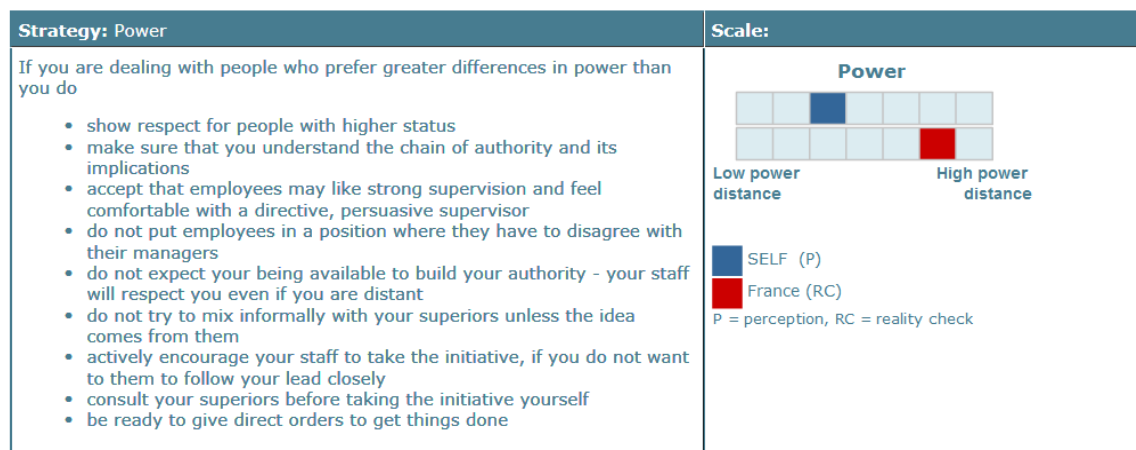 Strategy: Power
If you are dealing with people who prefer greater differences in power than
you do
• show respect for people with higher status
• make sure that you understand the chain of authority and its
implications
• accept that employees may like strong supervision and feel
comfortable with a directive, persuasive supervisor
• do not put employees in a position where they have to disagree with
their managers
• do not expect your being available to build your authority - your staff
will respect you even if you are distant
• do not try to mix informally with your superiors unless the idea
comes from them
• actively encourage your staff to take the initiative, if you do not want
to them to follow your lead closely
• consult your superiors before taking the initiative yourself
• be ready to give direct orders to get things done
Scale:
Power
Low power
distance
High power
distance
SELF (P)
France (RC)
P = perception, RC = reality check